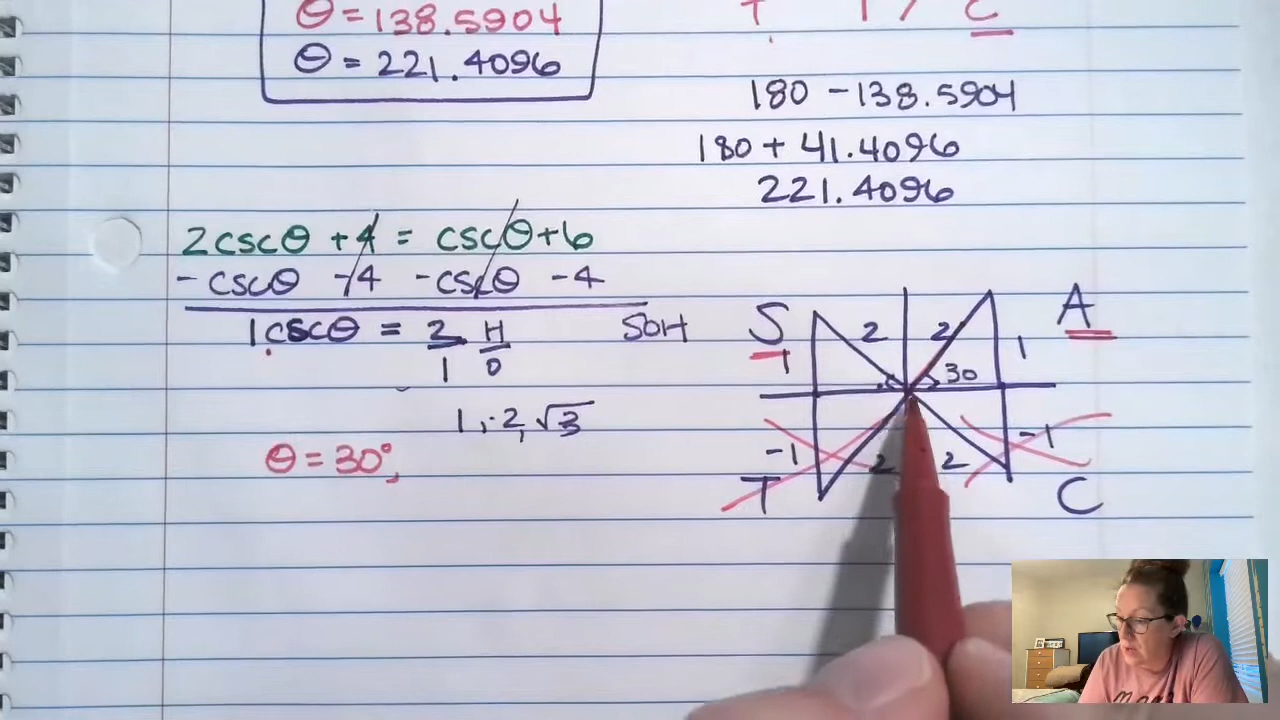 θ = 138.5904
θ = 221.4096
T C
180 - 138.5904
180 + 41.4096
221.4096
2cscθ + 4 = cscθ + 6
- cscθ - 4 - cscθ - 4
1cscθ = 2/1 H/O SOH
1, 2, √3
θ = 30°,
S A
2 2
1 1
30
-1 -1
2 2
T C